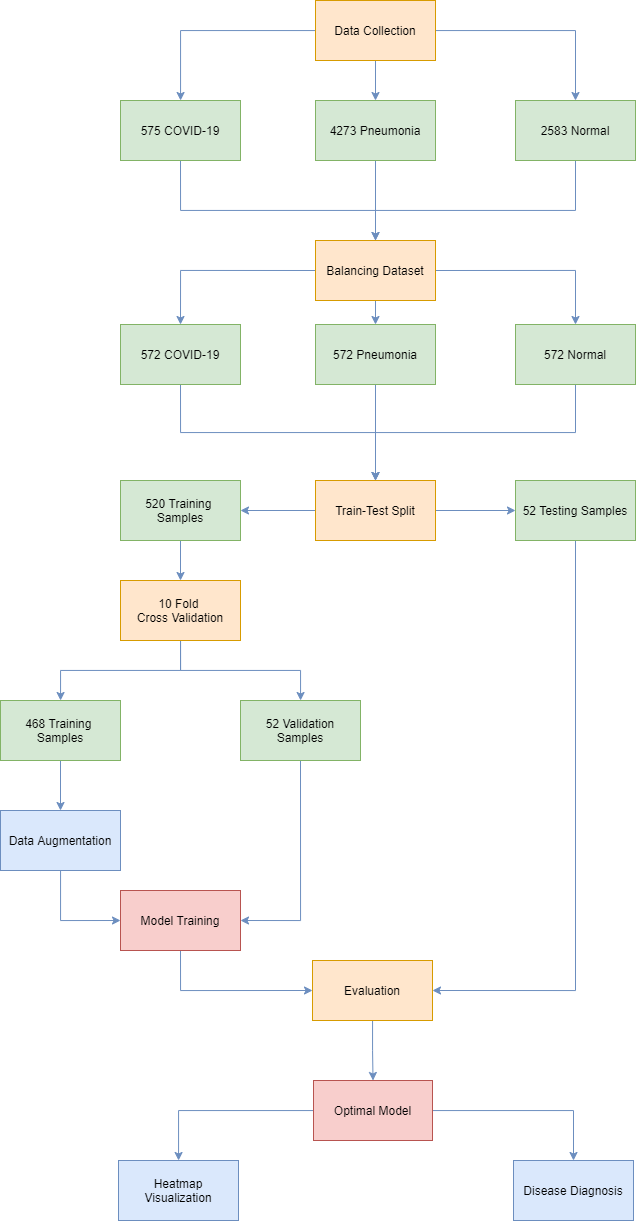 Data Collection
575 COVID-19
4273 Pneumonia
2583 Normal
Balancing Dataset
572 COVID-19
572 Pneumonia
572 Normal
520 Training
Samples
Train-Test Split
52 Testing Samples
10 Fold
Cross Validation
468 Training
Samples
52 Validation
Samples
Data Augmentation
Model Training
Evaluation
Optimal Model
Heatmap
Visualization
Disease Diagnosis